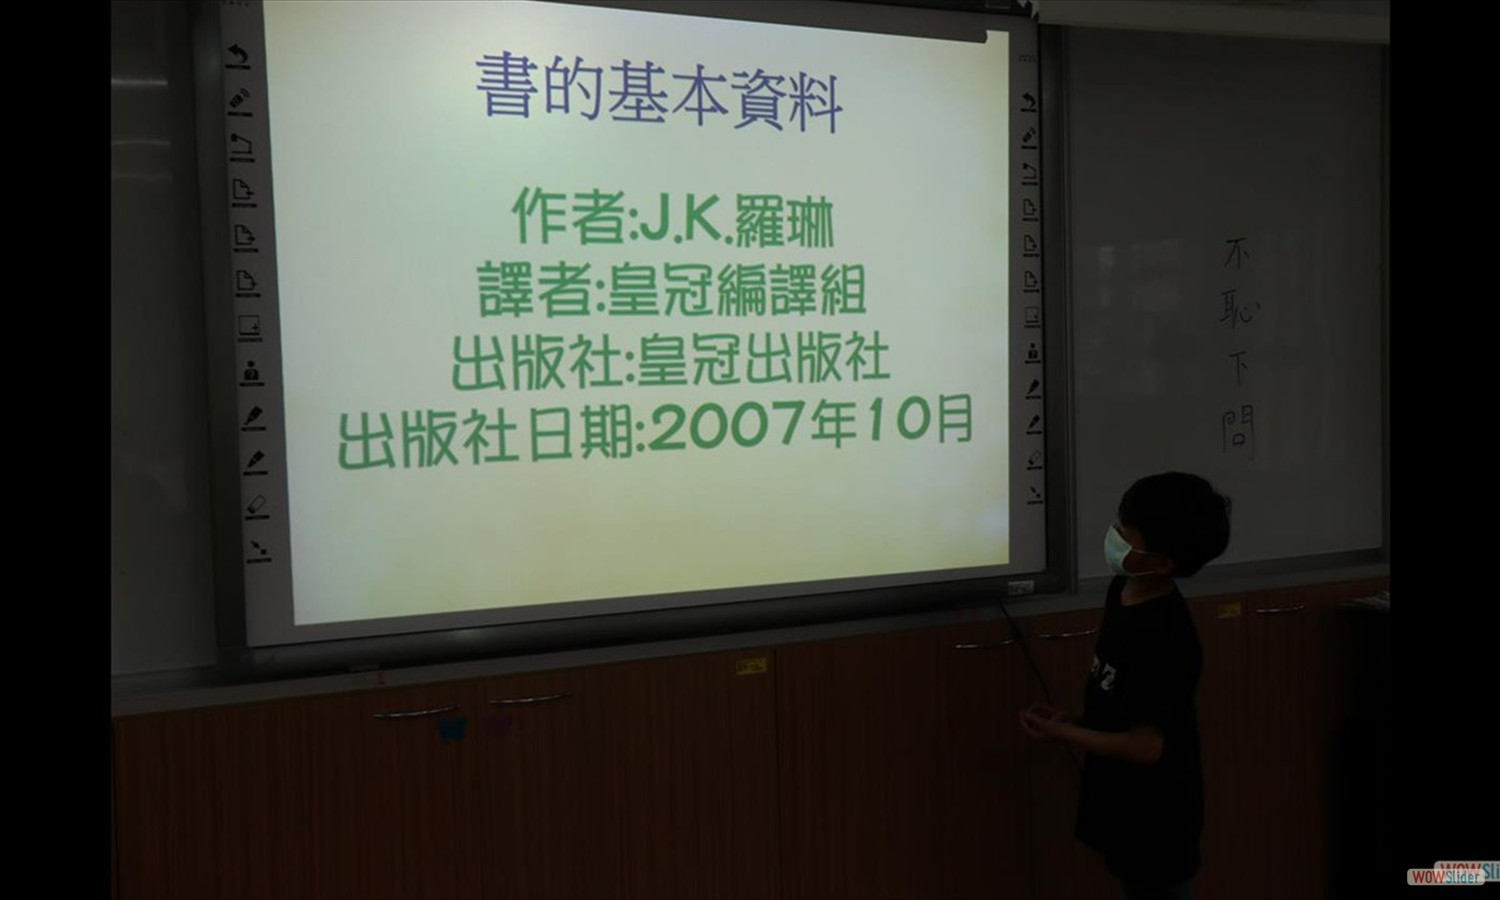 書的基本資料
作者:J.K.羅琳
譯者:皇冠編譯組
出版社:皇冠出版社
出版社日期:2007年10月
不恥下問
WOWSlider